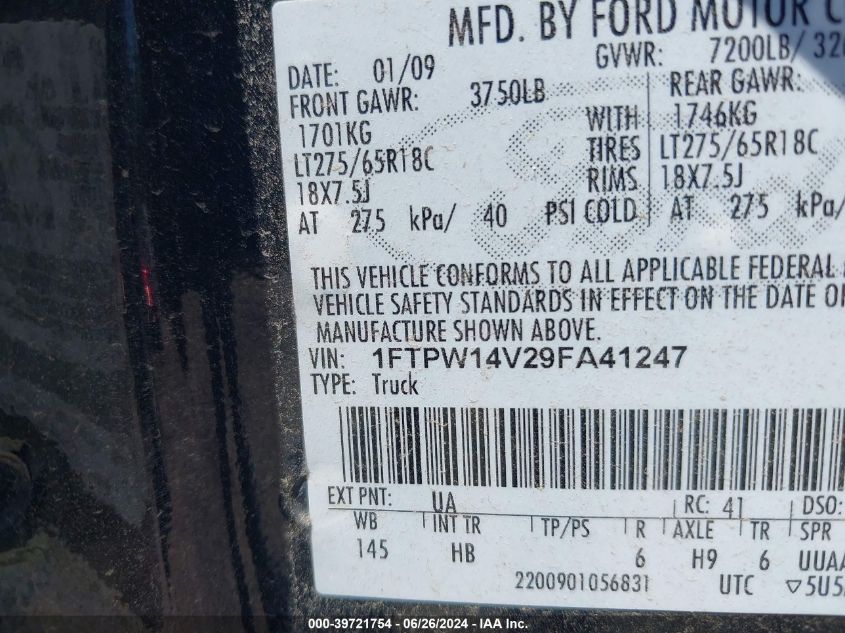 MFD. BY FORD MOTOR
DATE: 01/09 GVWR: 7200LB/
FRONT GAWR: 3750LB REAR GAWR:
1701KG WITH 1746KG
LT275/65R18C TIRES LT275/65R18C
18X7.5J RIMS 18X7.5J
AT 275 kPa/ 40 PSI COLD AT 275 kPa/
THIS VEHICLE CONFORMS TO ALL APPLICABLE FEDERAL
VEHICLE SAFETY STANDARDS IN EFFECT ON THE DATE
MANUFACTURE SHOWN ABOVE.
VIN: 1FTPW14V29FA41247
TYPE: Truck
EXT PNT: UA RC: 41 DSO:
WB INT TR TP/PS R AXLE TR SPR
145 HB 6 H9 6 UUAA
2200901056831 UTC ▽5U5
000-39721754 - 06/26/2024 - www.iaai.com